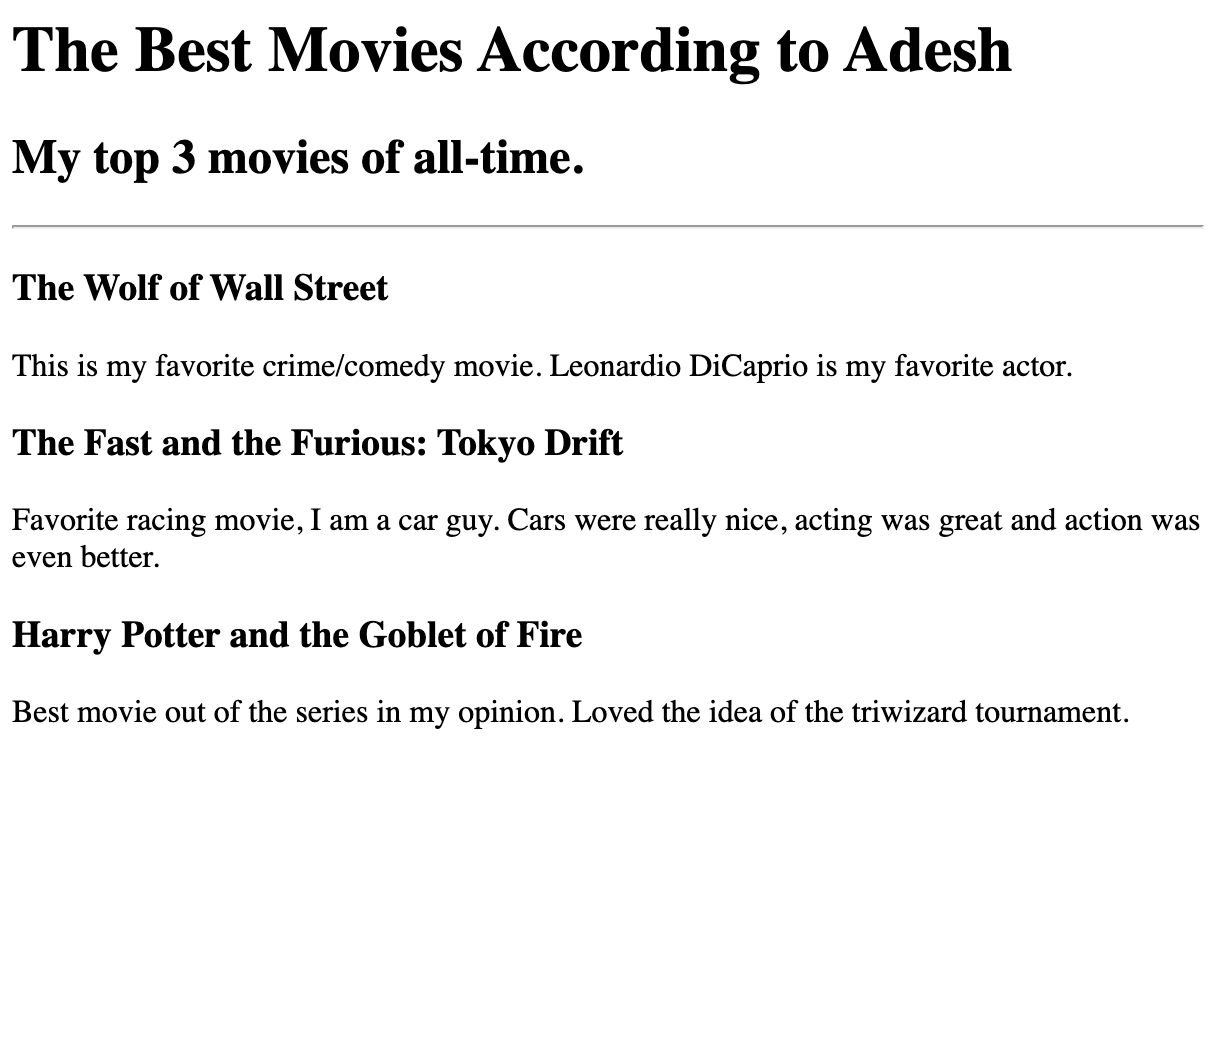 The Best Movies According to Adesh
My top 3 movies of all-time.
The Wolf of Wall Street
This is my favorite crime/comedy movie. Leonardio DiCaprio is my favorite actor.
The Fast and the Furious: Tokyo Drift
Favorite racing movie, I am a car guy. Cars were really nice, acting was great and action was
even better.
Harry Potter and the Goblet of Fire
Best movie out of the series in my opinion. Loved the idea of the triwizard tournament.